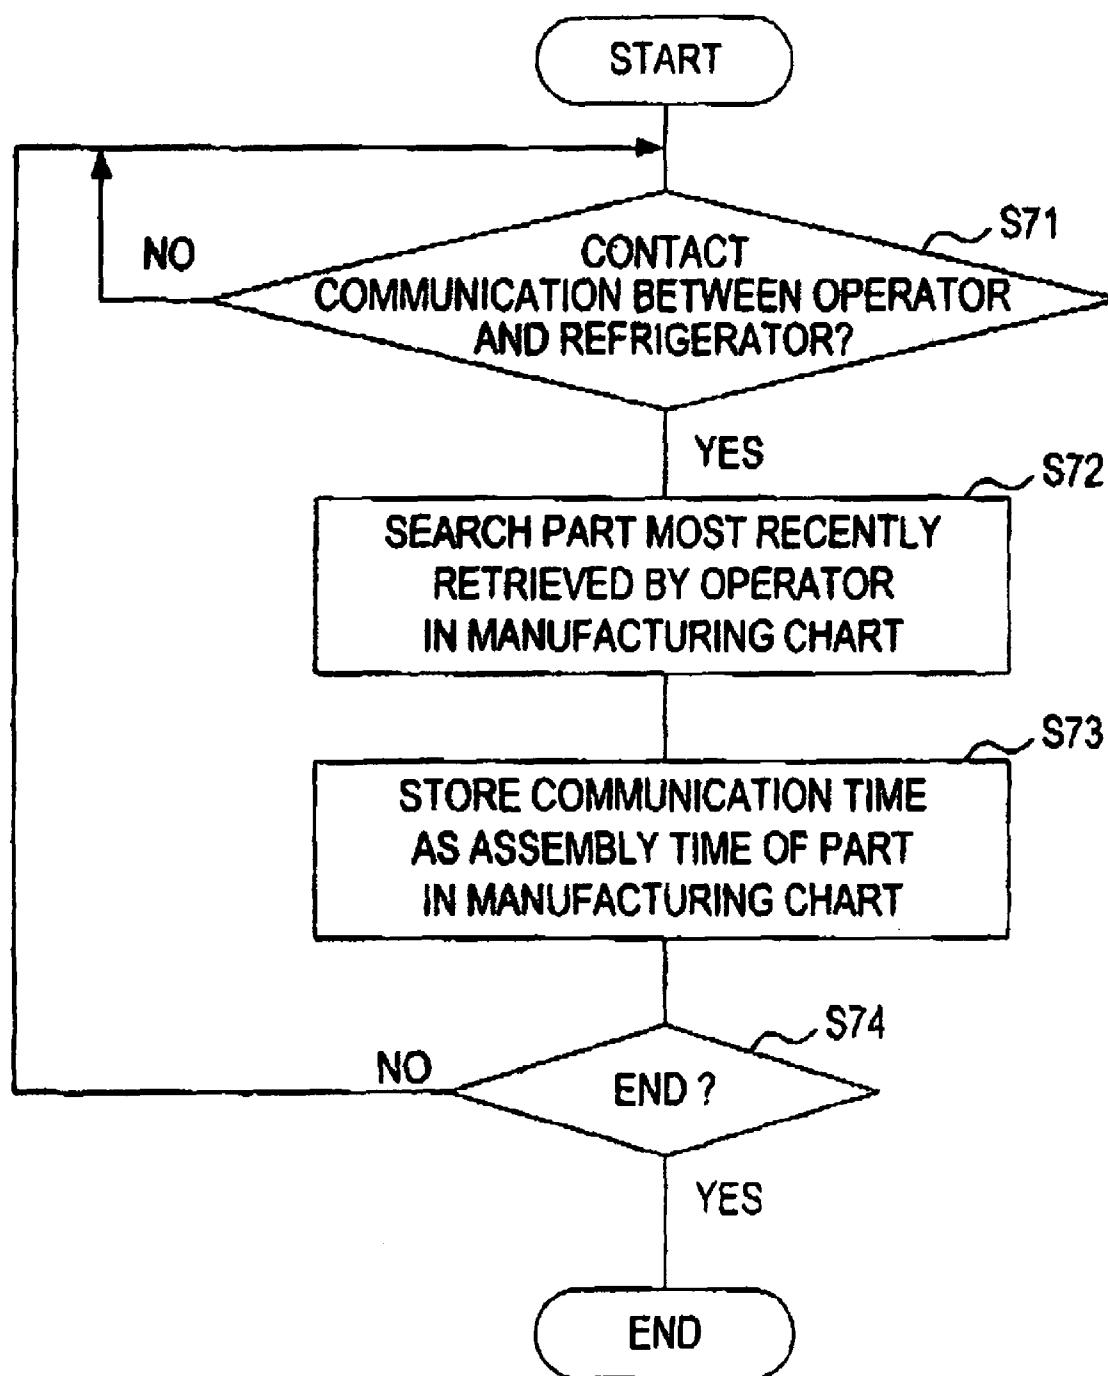 START
S71
NO
CONTACT
COMMUNICATION BETWEEN OPERATOR
AND REFRIGERATOR?
YES
S72
SEARCH PART MOST RECENTLY
RETRIEVED BY OPERATOR
IN MANUFACTURING CHART
S73
STORE COMMUNICATION TIME
AS ASSEMBLY TIME OF PART
IN MANUFACTURING CHART
S74
NO
END ?
YES
END